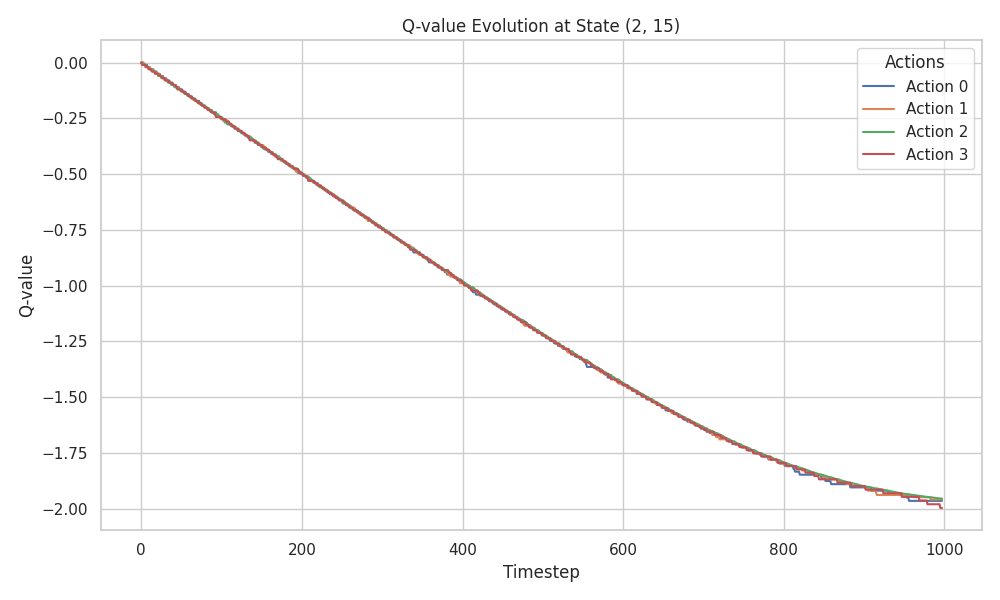 Q-value Evolution at State (2, 15)
Actions
Action 0
Action 1
Action 2
Action 3
Q-value
0.00
−0.25
−0.50
−0.75
−1.00
−1.25
−1.50
−1.75
−2.00
0 200 400 600 800 1000
Timestep